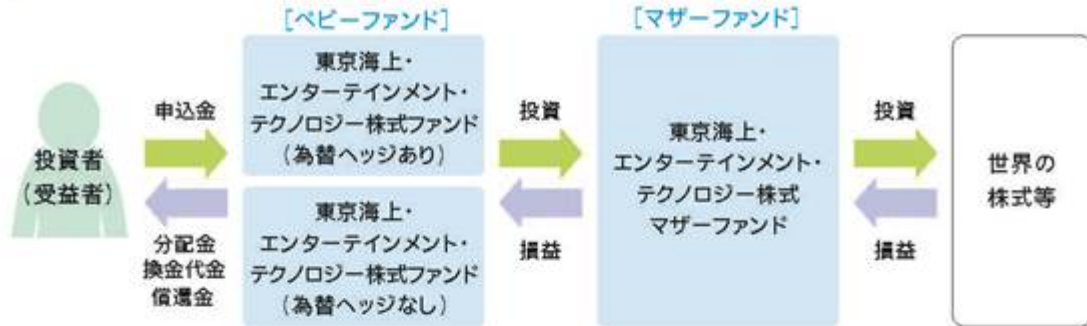 [ベビーファンド]
[マザーファンド]
投資者
(受益者)
申込金
分配金
換金代金
償還金
東京海上・
エンターテインメント・
テクノロジー株式ファンド
(為替ヘッジあり)
東京海上・
エンターテインメント・
テクノロジー株式ファンド
(為替ヘッジなし)
投資
損益
東京海上・
エンターテインメント・
テクノロジー株式
マザーファンド
投資
損益
世界の
株式等